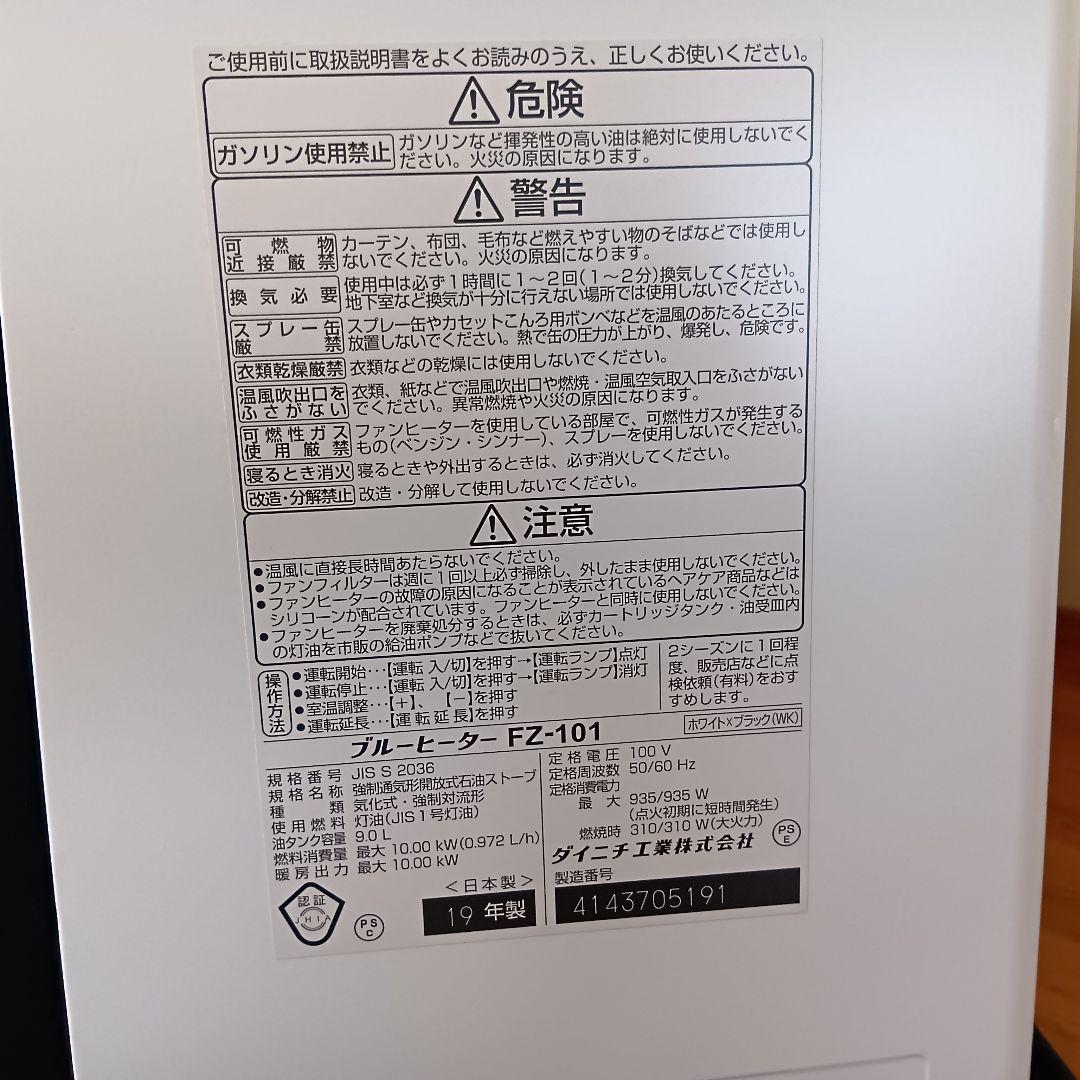 ご使用前に取扱説明書をよくお読みのうえ、正しくお使いください。
危険
ガソリン使用禁止 ガソリンなど揮発性の高い油は絶対に使用しないでく
ださい。火災の原因になります。
警告
可燃物 カーテン、布団、毛布など燃えやすい物のそばなどでは使用し
近接厳禁 ないでください。火災の原因になります。
換気必要 使用中は必ず1時間に1～2回(1～2分)換気してください。
地下室など換気が十分に行えない場所では使用しないでください。
スプレー缶 スプレー缶やカセットこんろ用ボンベなどを温風のあたるところに
厳禁 放置しないでください。熱で缶の圧力が上がり、爆発し、危険です。
衣類乾燥厳禁 衣類などの乾燥には使用しないでください。
温風吹出口を 衣類、紙などで温風吹出口や燃焼・温風空気取入口をふさがない
ふさがない でください。異常燃焼や火災の原因になります。
可燃性ガス ファンヒーターを使用している部屋で、可燃性ガスが発生する
使用厳禁 もの(ベンジン・シンナー)、スプレーを使用しないでください。
寝るとき消火 寝るときや外出するときは、必ず消火してください。
改造・分解禁止 改造・分解して使用しないでください。
注意
●温風に直接長時間あたらないでください。
●ファンフィルターは週に1回以上必ず掃除し、外したまま使用しないでください。
●ファンヒーターの故障の原因になることが表示されているヘアケア商品などは
シリコーンが配合されています。ファンヒーターと同時に使用しないでください。
●ファンヒーターを廃棄処分するときは、必ずカートリッジタンク・油受皿内
の灯油を市販の給油ポンプなどで抜いてください。
操作方法
●運転開始…【運転 入/切】を押す→【運転ランプ】点灯
●運転停止…【運転 入/切】を押す→【運転ランプ】消灯
●室温調整…【＋】、【－】を押す
●運転延長…【運転延長】を押す
2シーズンに1回程
度、販売店などに点
検依頼(有料)をおす
すめします。
ブルーヒーター FZ-101
ホワイト×ブラック(WK)
規格番号 JIS S 2036
規格名称 強制通気形開放式石油ストーブ
種類 気化式・強制対流形
使用燃料 灯油(JIS1号灯油)
油タンク容量 9.0 L
燃料消費量 最大 10.00 kW(0.972 L/h)
暖房出力 最大 10.00 kW
定格電圧 100 V
定格周波数 50/60 Hz
定格消費電力
最大 935/935 W
(点火初期に短時間発生)
燃焼時 310/310 W(大火力)
ダイニチ工業株式会社
PS
E
認証
JHIA
PS
C
＜日本製＞
19 年製
製造番号
4143705191